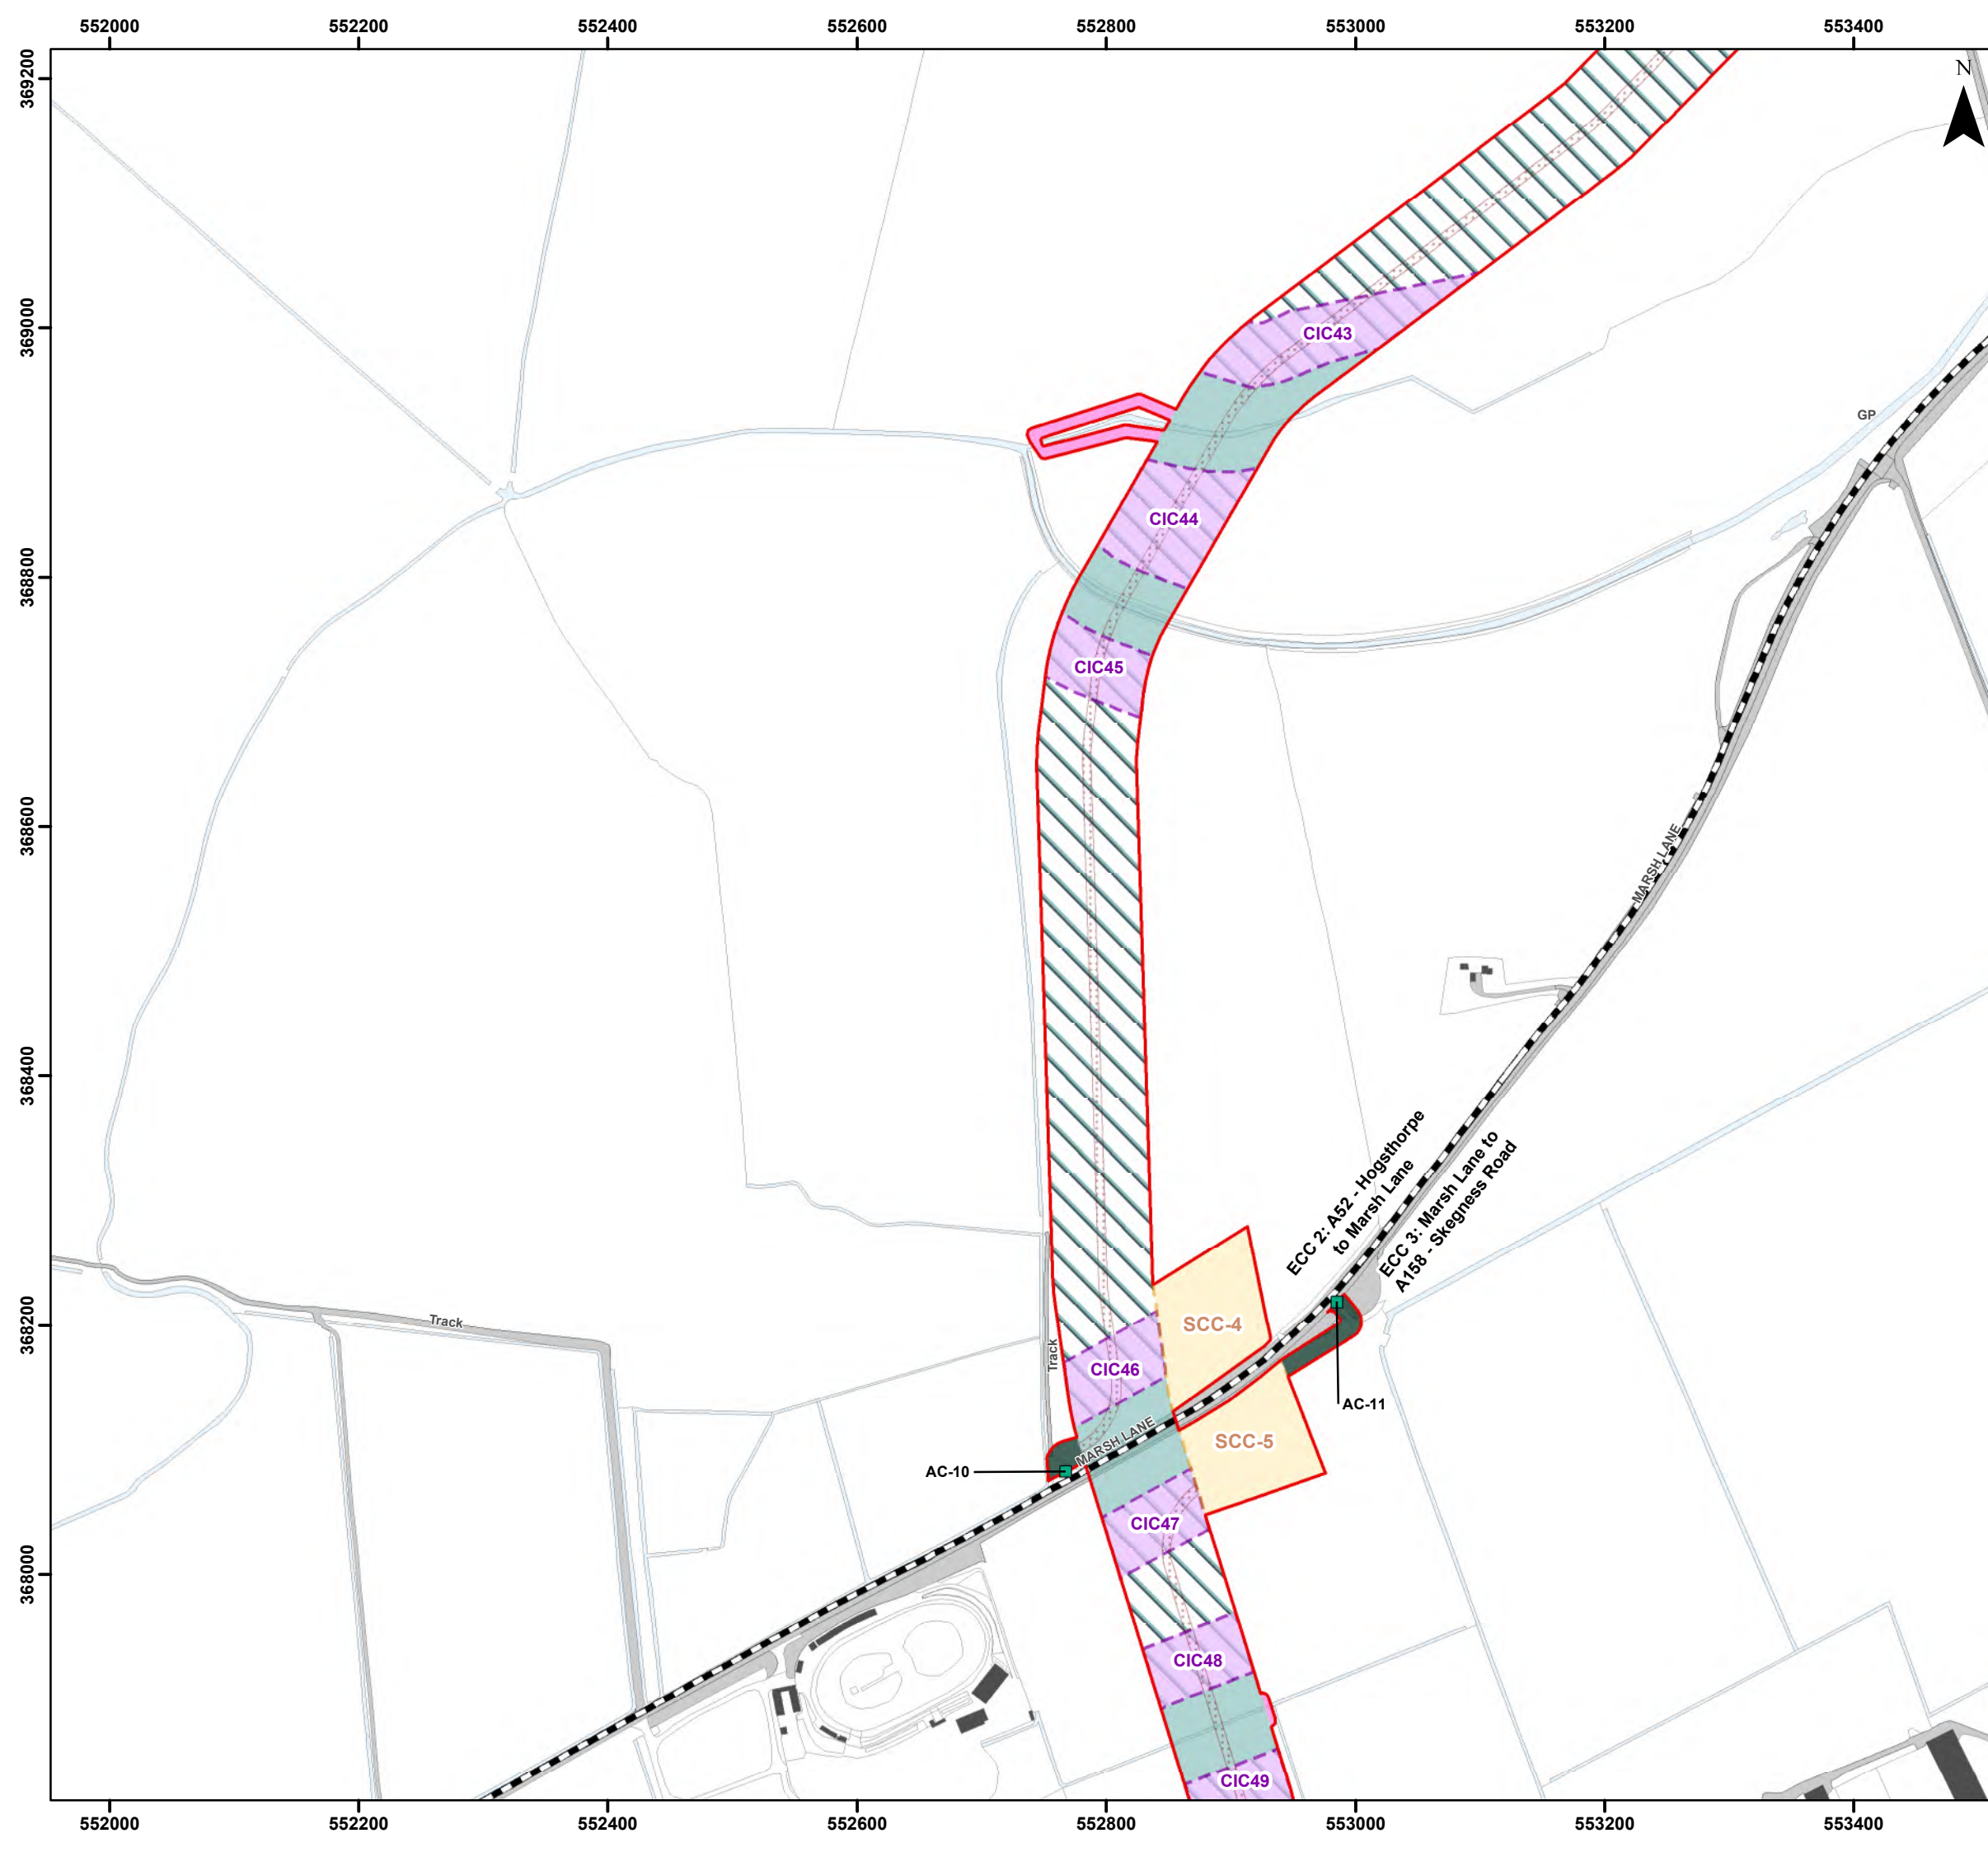 552000 552200 552400 552600 552800 553000 553200 553400
369200
N
369000
CIC43
GP
CIC44
368800
CIC45
368600
MARSH LANE
368400
ECC 2: A52 - Hogsthorpe
to Marsh Lane
ECC 3: Marsh Lane to
A158 - Skegness Road
368200
Track
SCC-4
Track
CIC46
AC-11
MARSH LANE
SCC-5
AC-10
CIC47
368000
CIC48
CIC49
552000 552200 552400 552600 552800 553000 553200 553400